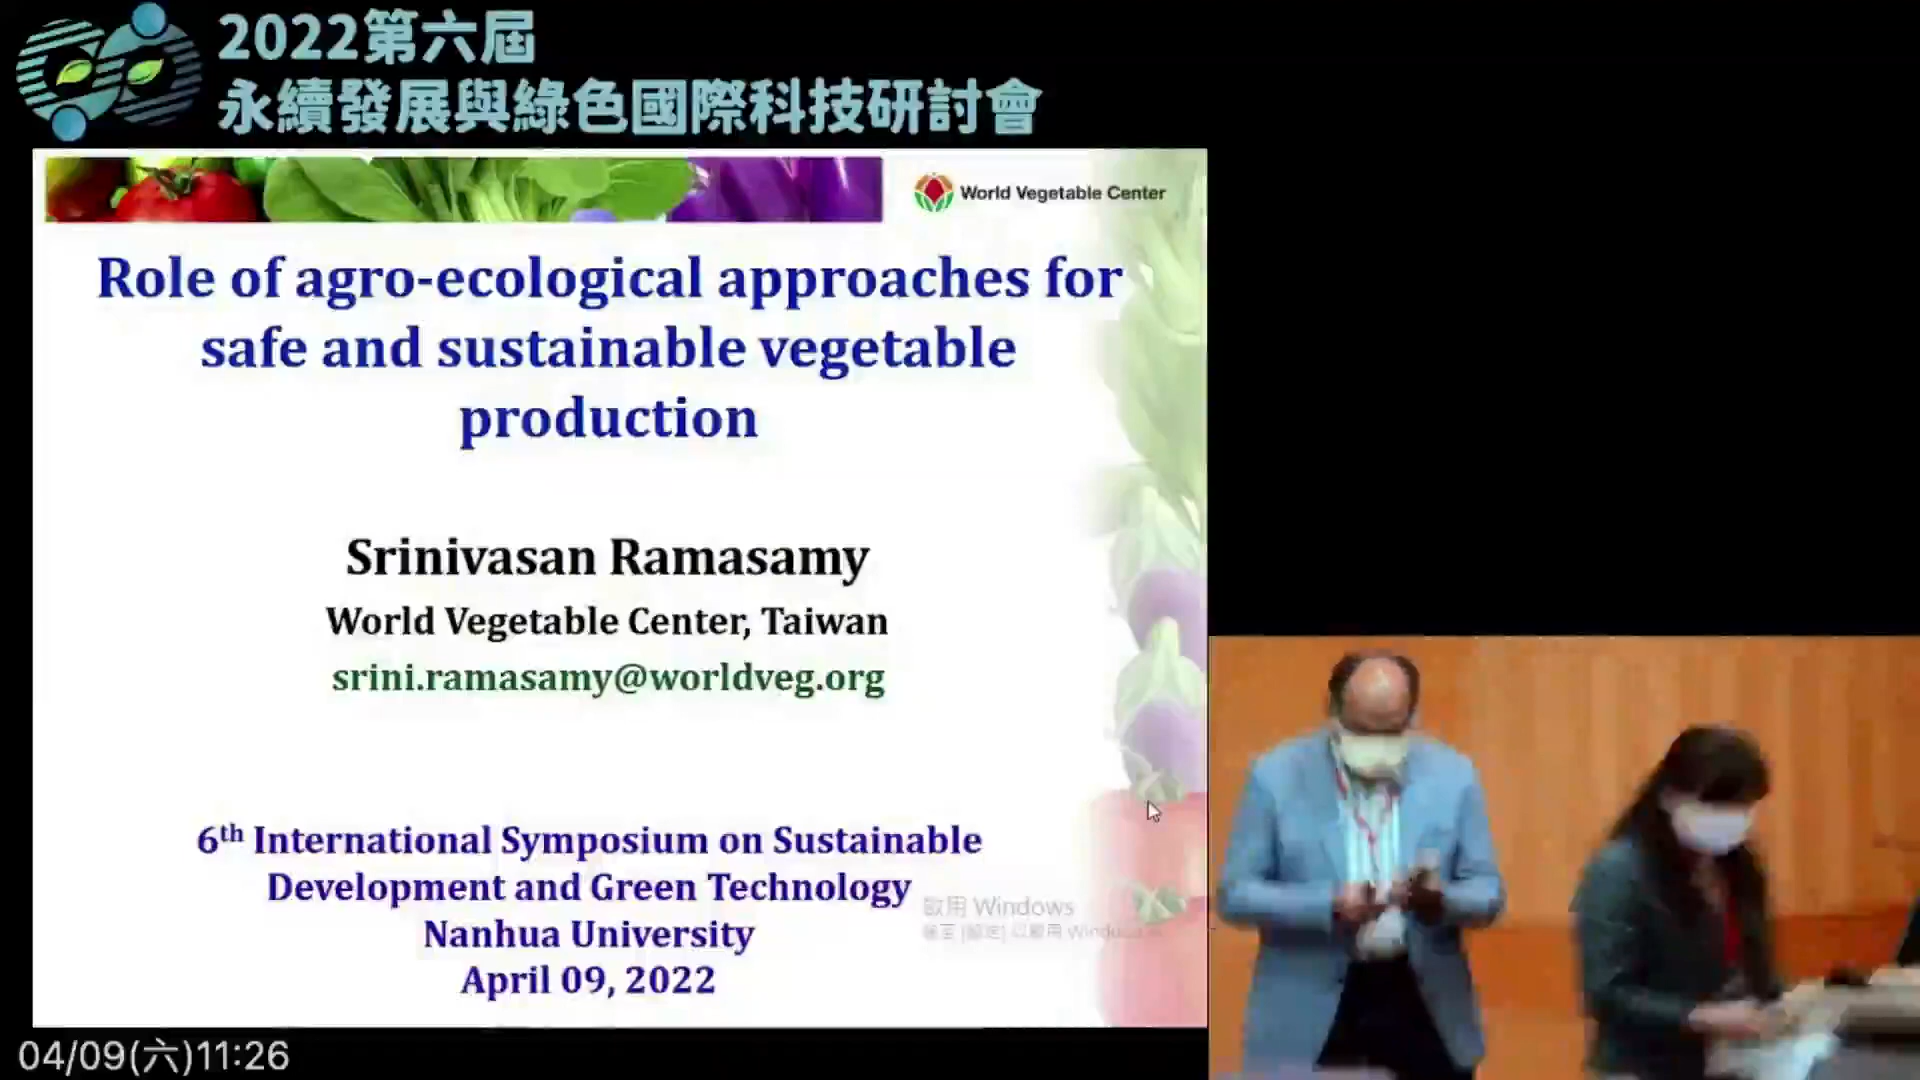 2022第六屆
永續發展與綠色國際科技研討會
World Vegetable Center
Role of agro-ecological approaches for
safe and sustainable vegetable
production
Srinivasan Ramasamy
World Vegetable Center, Taiwan
srini.ramasamy@worldveg.org
6th International Symposium on Sustainable
Development and Green Technology
Nanhua University
April 09, 2022
啟用 Windows
04/09(六)11:26